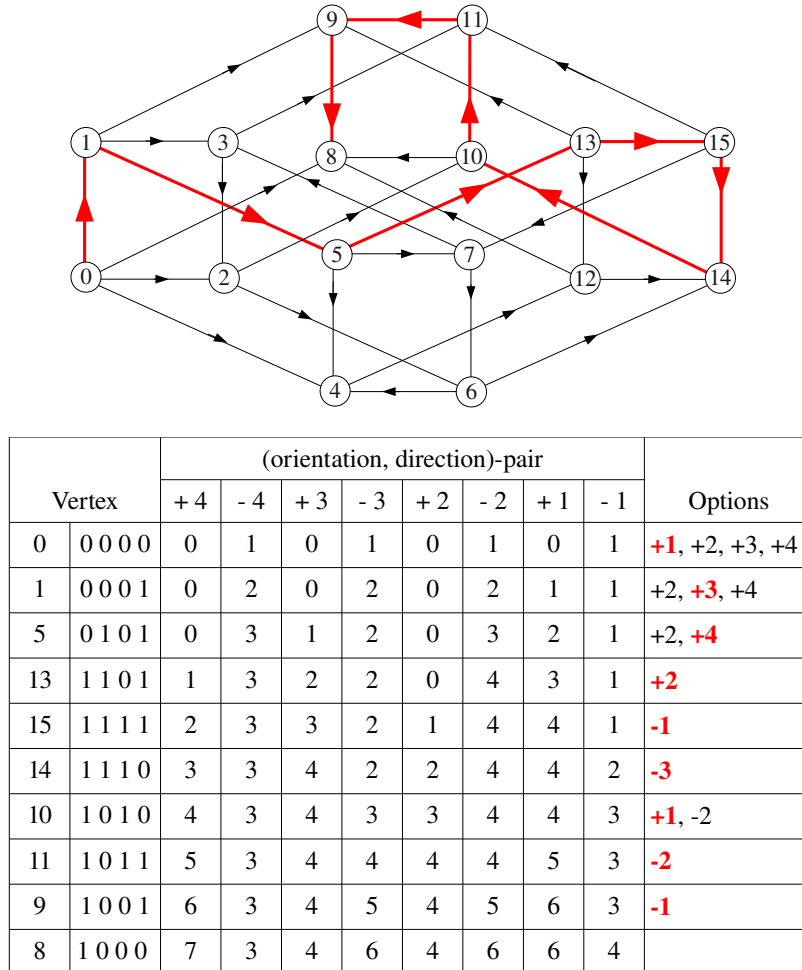 9 11
1 3 8 10 13 15
0 2 5 7 12 14
4 6
(orientation, direction)-pair
Vertex + 4 - 4 + 3 - 3 + 2 - 2 + 1 - 1 Options
0 0 0 0 0 0 1 0 1 0 1 0 1 +1, +2, +3, +4
1 0 0 0 1 0 2 0 2 0 2 1 1 +2, +3, +4
5 0 1 0 1 0 3 1 2 0 3 2 1 +2, +4
13 1 1 0 1 1 3 2 2 0 4 3 1 +2
15 1 1 1 1 2 3 3 2 1 4 4 1 -1
14 1 1 1 0 3 3 4 2 2 4 4 2 -3
10 1 0 1 0 4 3 4 3 3 4 4 3 +1, -2
11 1 0 1 1 5 3 4 4 4 4 5 3 -2
9 1 0 0 1 6 3 4 5 4 5 6 3 -1
8 1 0 0 0 7 3 4 6 4 6 6 4